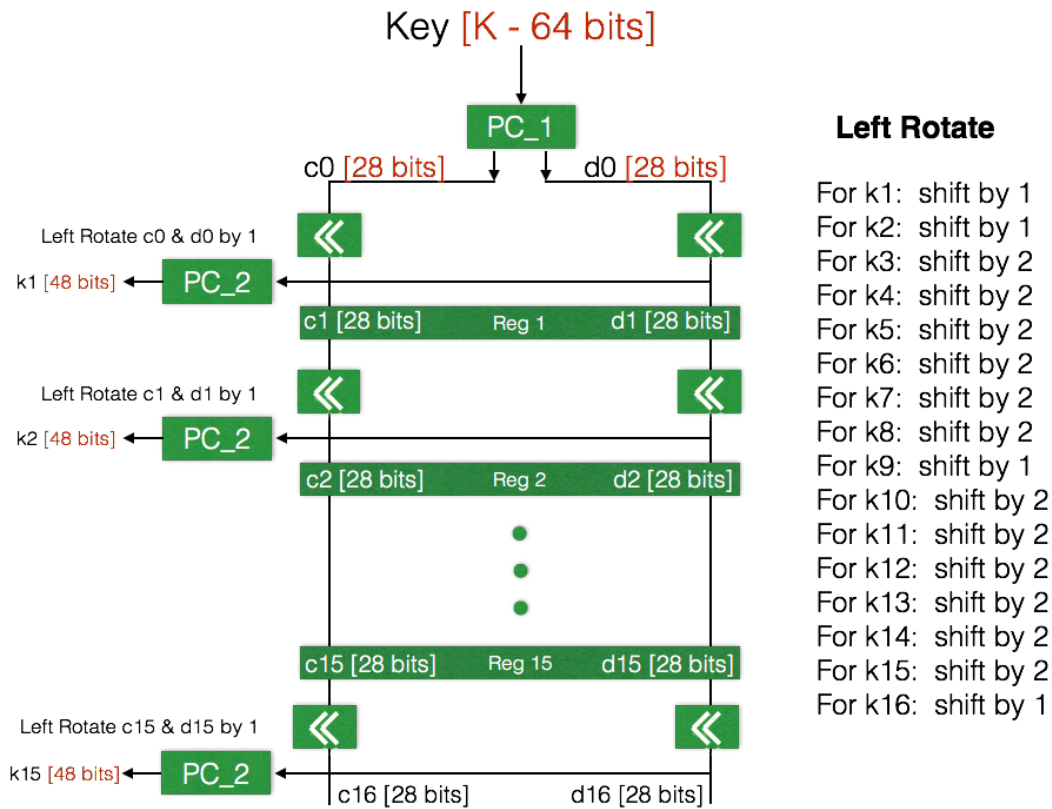 Key [K - 64 bits]
PC_1
c0 [28 bits]
d0 [28 bits]
Left Rotate c0 & d0 by 1
k1 [48 bits]
PC_2
c1 [28 bits]
Reg 1
d1 [28 bits]
Left Rotate c1 & d1 by 1
k2 [48 bits]
PC_2
c2 [28 bits]
Reg 2
d2 [28 bits]
c15 [28 bits]
Reg 15
d15 [28 bits]
Left Rotate c15 & d15 by 1
k15 [48 bits]
PC_2
c16 [28 bits]
d16 [28 bits]
Left Rotate
For k1: shift by 1
For k2: shift by 1
For k3: shift by 2
For k4: shift by 2
For k5: shift by 2
For k6: shift by 2
For k7: shift by 2
For k8: shift by 2
For k9: shift by 1
For k10: shift by 2
For k11: shift by 2
For k12: shift by 2
For k13: shift by 2
For k14: shift by 2
For k15: shift by 2
For k16: shift by 1